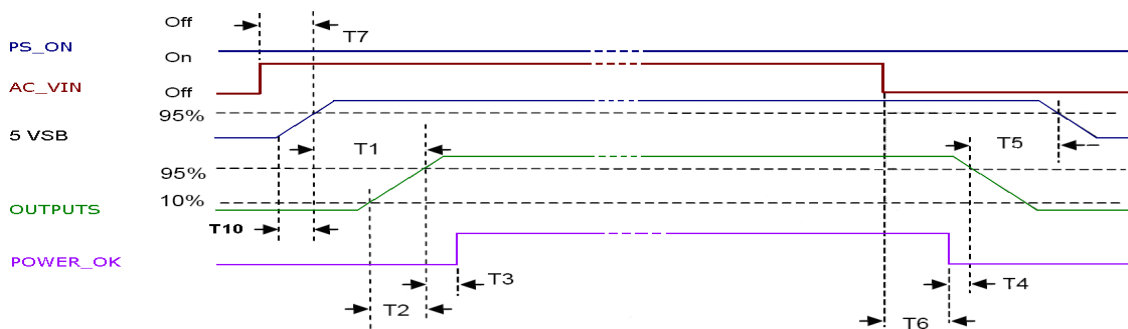 Off
T7
PS_ON
On
AC_VIN
Off
95%
5 VSB
T1
T5
95%
10%
OUTPUTS
T10
POWER_OK
T3
T4
T2
T6